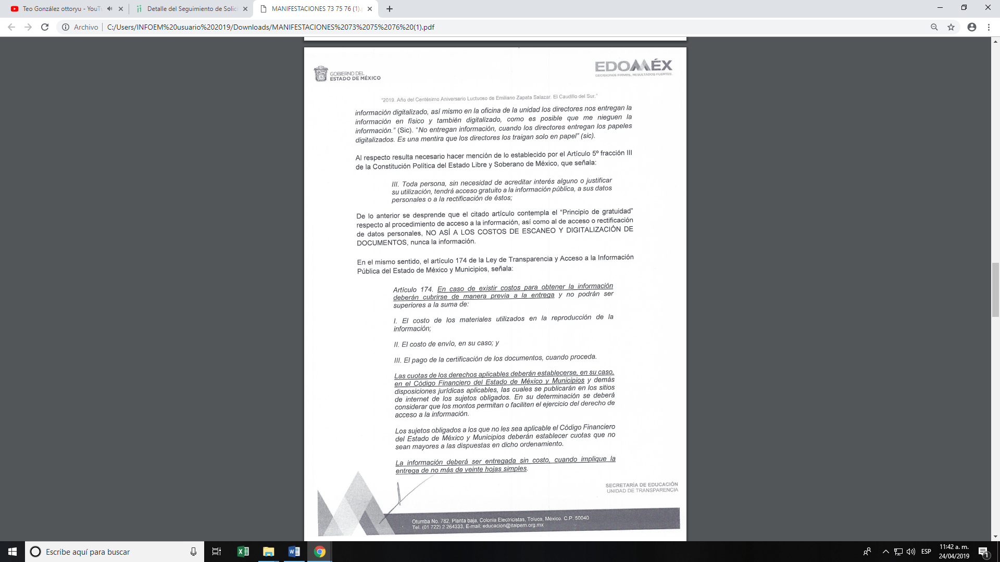 Teo González ottoryu - YouT
Detalle del Seguimiento de Solici
MANIFESTACIONES 73 75 76 (1).p
Archivo
C:/Users/INFOEM%20usuario%202019/Downloads/MANIFESTACIONES%2073%2075%2076%20(1).pdf
GOBIERNO DEL
ESTADO DE MÉXICO
EDOMÉX
DECISIONES FIRMES, RESULTADOS FUERTES.
"2019. Año del Centésimo Aniversario Luctuoso de Emiliano Zapata Salazar. El Caudillo del Sur."
información digitalizado, así mismo en la oficina de la unidad los directores nos entregan la
información en físico y también digitalizado, como es posible que me nieguen la
información." (Sic). "No entregan información, cuando los directores entregan los papeles
digitalizados. Es una mentira que los directores los traigan solo en papel" (sic).
Al respecto resulta necesario hacer mención de lo establecido por el Artículo 5º fracción III
de la Constitución Política del Estado Libre y Soberano de México, que señala:
III. Toda persona, sin necesidad de acreditar interés alguno o justificar
su utilización, tendrá acceso gratuito a la información pública, a sus datos
personales o a la rectificación de éstos;
De lo anterior se desprende que el citado artículo contempla el "Principio de gratuidad"
respecto al procedimiento de acceso a la información, así como al de acceso o rectificación
de datos personales, NO ASÍ A LOS COSTOS DE ESCANEO Y DIGITALIZACIÓN DE
DOCUMENTOS, nunca la información.
En el mismo sentido, el artículo 174 de la Ley de Transparencia y Acceso a la Información
Pública del Estado de México y Municipios, señala:
Artículo 174. En caso de existir costos para obtener la información
deberán cubrirse de manera previa a la entrega y no podrán ser
superiores a la suma de:
I. El costo de los materiales utilizados en la reproducción de la
información;
II. El costo de envío, en su caso; y
III. El pago de la certificación de los documentos, cuando proceda.
Las cuotas de los derechos aplicables deberán establecerse, en su caso,
en el Código Financiero del Estado de México y Municipios y demás
disposiciones jurídicas aplicables, las cuales se publicarán en los sitios
de internet de los sujetos obligados. En su determinación se deberá
considerar que los montos permitan o faciliten el ejercicio del derecho de
acceso a la información.
Los sujetos obligados a los que no les sea aplicable el Código Financiero
del Estado de México y Municipios deberán establecer cuotas que no
sean mayores a las dispuestas en dicho ordenamiento.
La información deberá ser entregada sin costo, cuando implique la
entrega de no más de veinte hojas simples.
SECRETARÍA DE EDUCACIÓN
UNIDAD DE TRANSPARENCIA
Otumba No. 782, Planta baja, Colonia Electricistas, Toluca, México. C.P. 50040
Tel. (01 722) 2 264333, E-mail: educacion@itaipem.org.mx
Escribe aquí para buscar
ESP
11:42 a. m.
24/04/2019
1